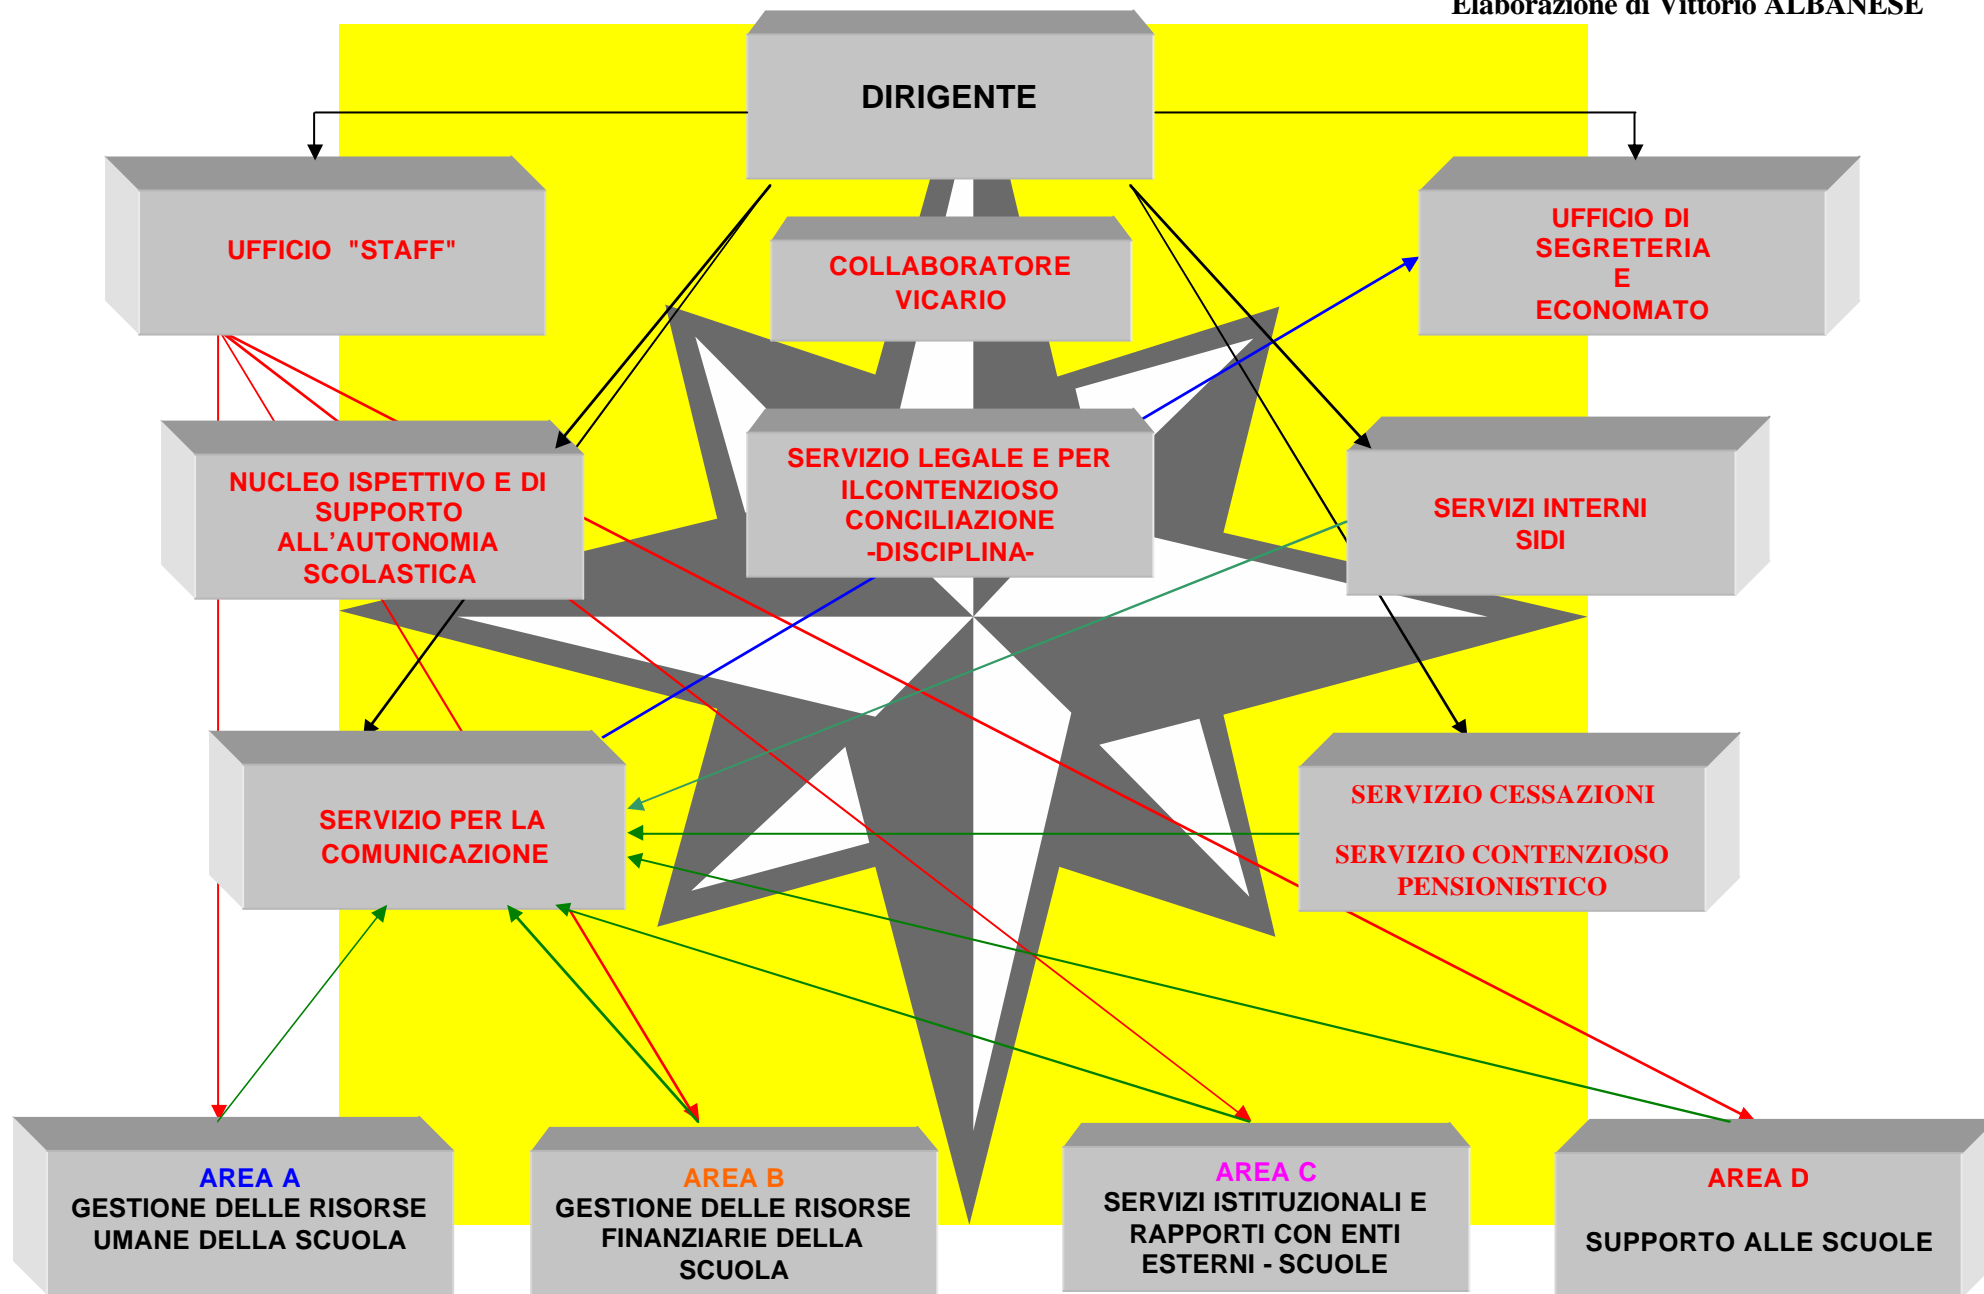 Elaborazione di Vittorio ALBANESE
DIRIGENTE
UFFICIO "STAFF"
COLLABORATORE
VICARIO
UFFICIO DI
SEGRETERIA
E
ECONOMATO
NUCLEO ISPETTIVO E DI
SUPPORTO
ALL'AUTONOMIA
SCOLASTICA
SERVIZIO LEGALE E PER
ILCONTENZIOSO
CONCILIAZIONE
-DISCIPLINA-
SERVIZI INTERNI
SIDI
SERVIZIO PER LA
COMUNICAZIONE
SERVIZIO CESSAZIONI
SERVIZIO CONTENZIOSO
PENSIONISTICO
AREA A
GESTIONE DELLE RISORSE
UMANE DELLA SCUOLA
AREA B
GESTIONE DELLE RISORSE
FINANZIARIE DELLA
SCUOLA
AREA C
SERVIZI ISTITUZIONALI E
RAPPORTI CON ENTI
ESTERNI - SCUOLE
AREA D
SUPPORTO ALLE SCUOLE